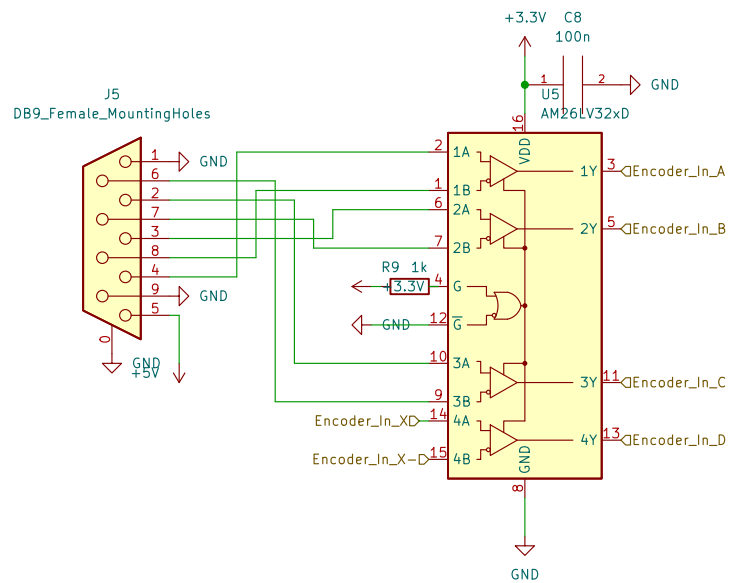 +3.3V
C8
100n
1
2
GND
U5
AM26LV32xD
J5
DB9_Female_MountingHoles
16
VDD
1
GND
6
2
7
3
8
4
9
GND
5
0
GND
+5V
2
1A
1
1B
6
2A
7
2B
R9 1k
+3.3V
4
G
GND
12
G
10
3A
9
3B
Encoder_In_X
14
4A
Encoder_In_X-
15
4B
1Y
3
Encoder_In_A
2Y
5
Encoder_In_B
3Y
11
Encoder_In_C
4Y
13
Encoder_In_D
GND
8
GND